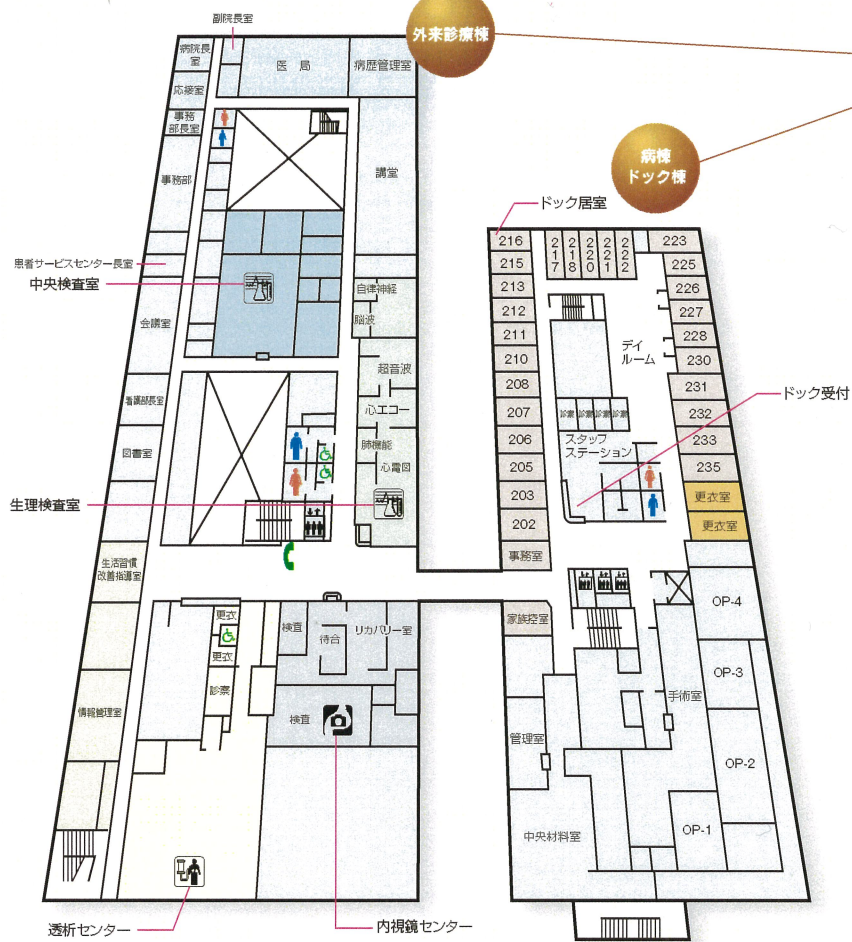 副院長室
外来診療棟
病院長
室
医 局
病歴管理室
応接室
事務
部長室
講堂
事務部
患者サービスセンター長室
中央検査室
自律神経
会議室
脳波
超音波
看護部長室
心エコー
図書室
肺機能
心電図
生理検査室
生活習慣
改善指導室
更衣
検査
待合
リカバリー室
更衣
診察
情報管理室
検査
透析センター
内視鏡センター
病棟
ドック棟
ドック居室
216
217
218
220
221
222
223
215
225
213
226
212
227
211
228
デイ
ルーム
210
230
208
231
ドック受付
207
診察
診察
診察
診察
232
206
スタッフ
ステーション
233
205
235
203
更衣室
202
更衣室
事務室
OP-4
家族控室
OP-3
手術室
管理室
OP-2
中央材料室
OP-1